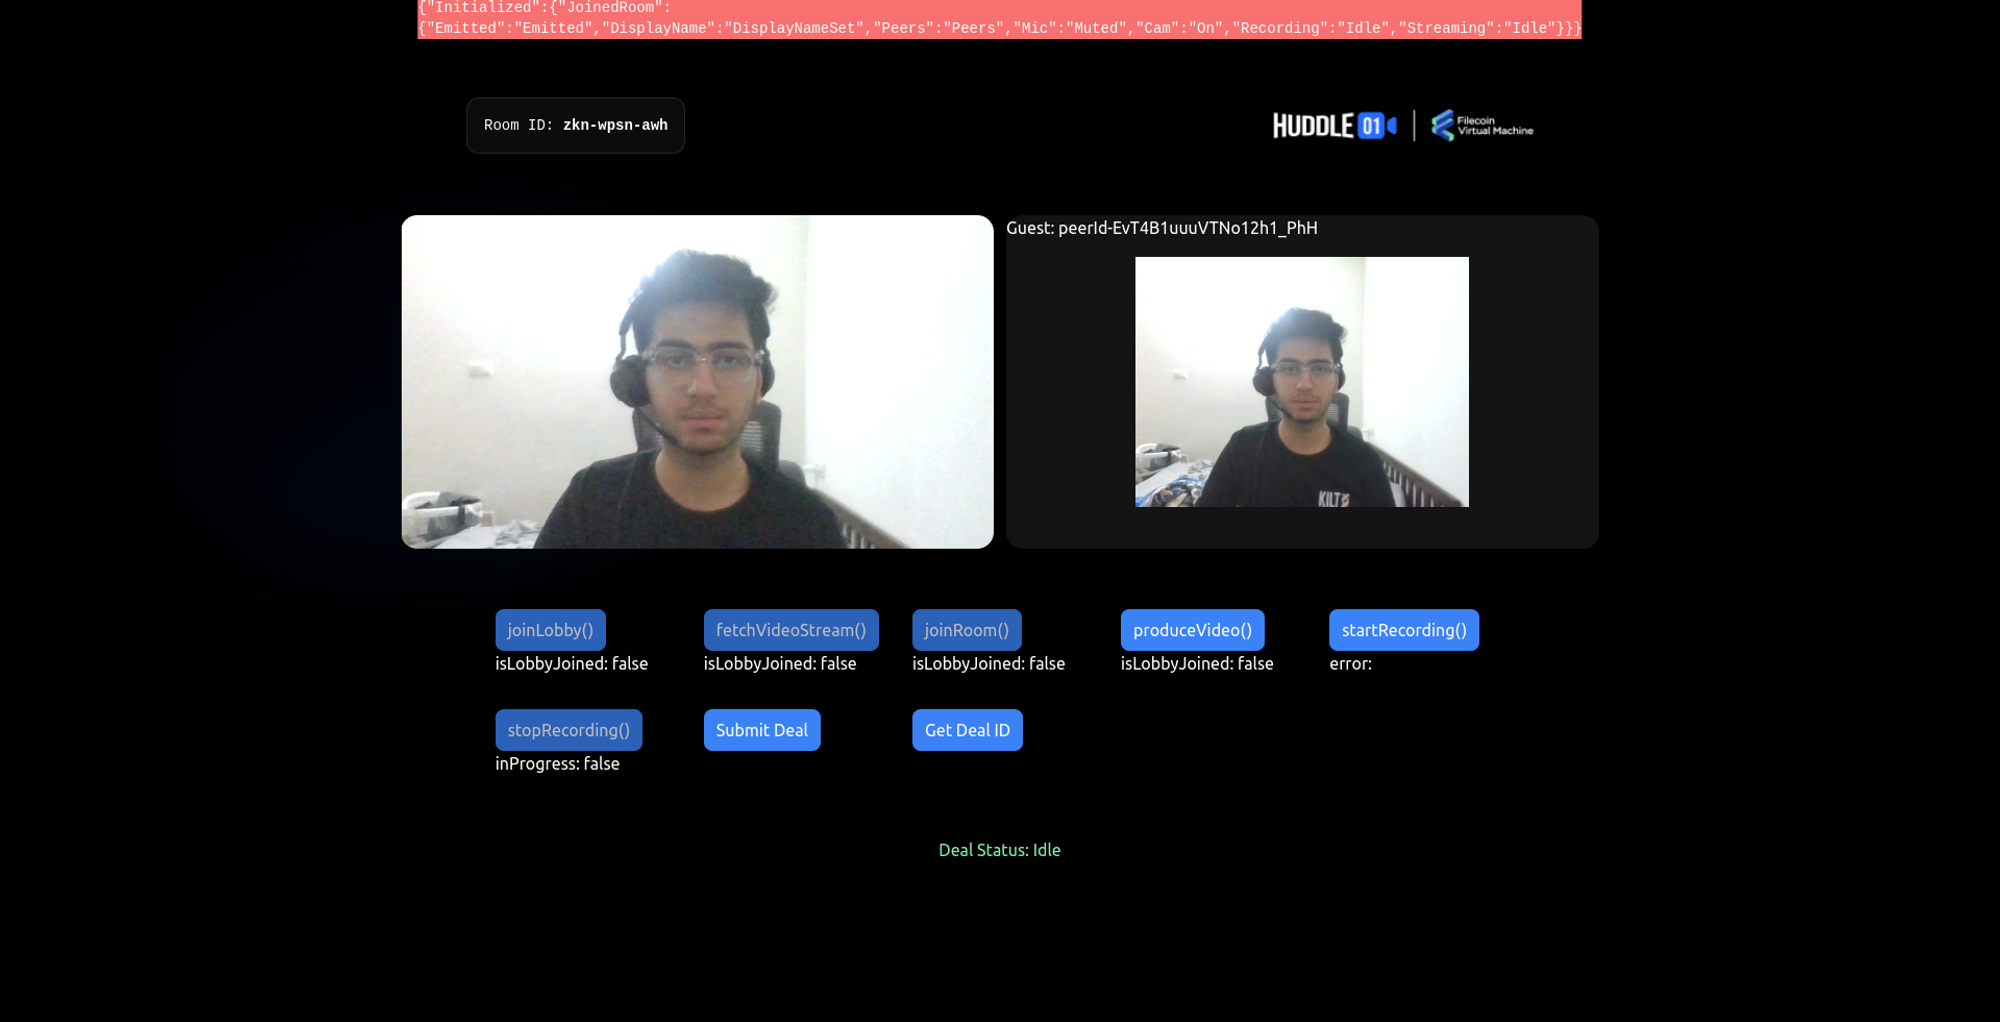 {"Initialized":{"JoinedRoom":
{"Emitted":"Emitted","DisplayName":"DisplayNameSet","Peers":"Peers","Mic":"Muted","Cam":"On","Recording":"Idle","Streaming":"Idle"}}}
Room ID: zkn-wpsn-awh
HUDDLE 01
Filecoin
Virtual Machine
Guest: peerId-EvT4B1uuuVTNo12h1_PhH
KILT
joinLobby()
isLobbyJoined: false
fetchVideoStream()
isLobbyJoined: false
joinRoom()
isLobbyJoined: false
produceVideo()
isLobbyJoined: false
startRecording()
error:
stopRecording()
inProgress: false
Submit Deal
Get Deal ID
Deal Status: Idle